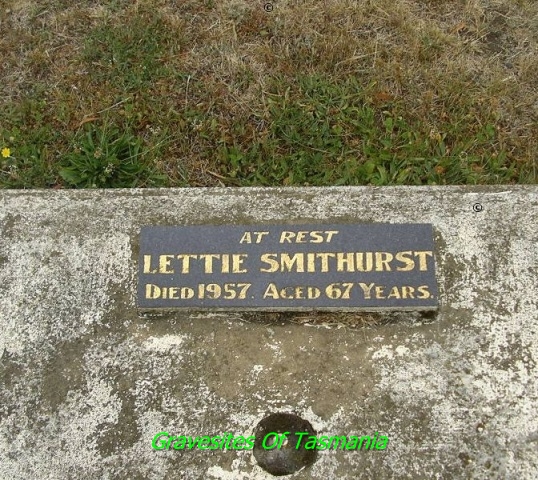 ©
©
AT REST
LETTIE SMITHURST
DIED 1957. AGED 67 YEARS.
Gravesites Of Tasmania